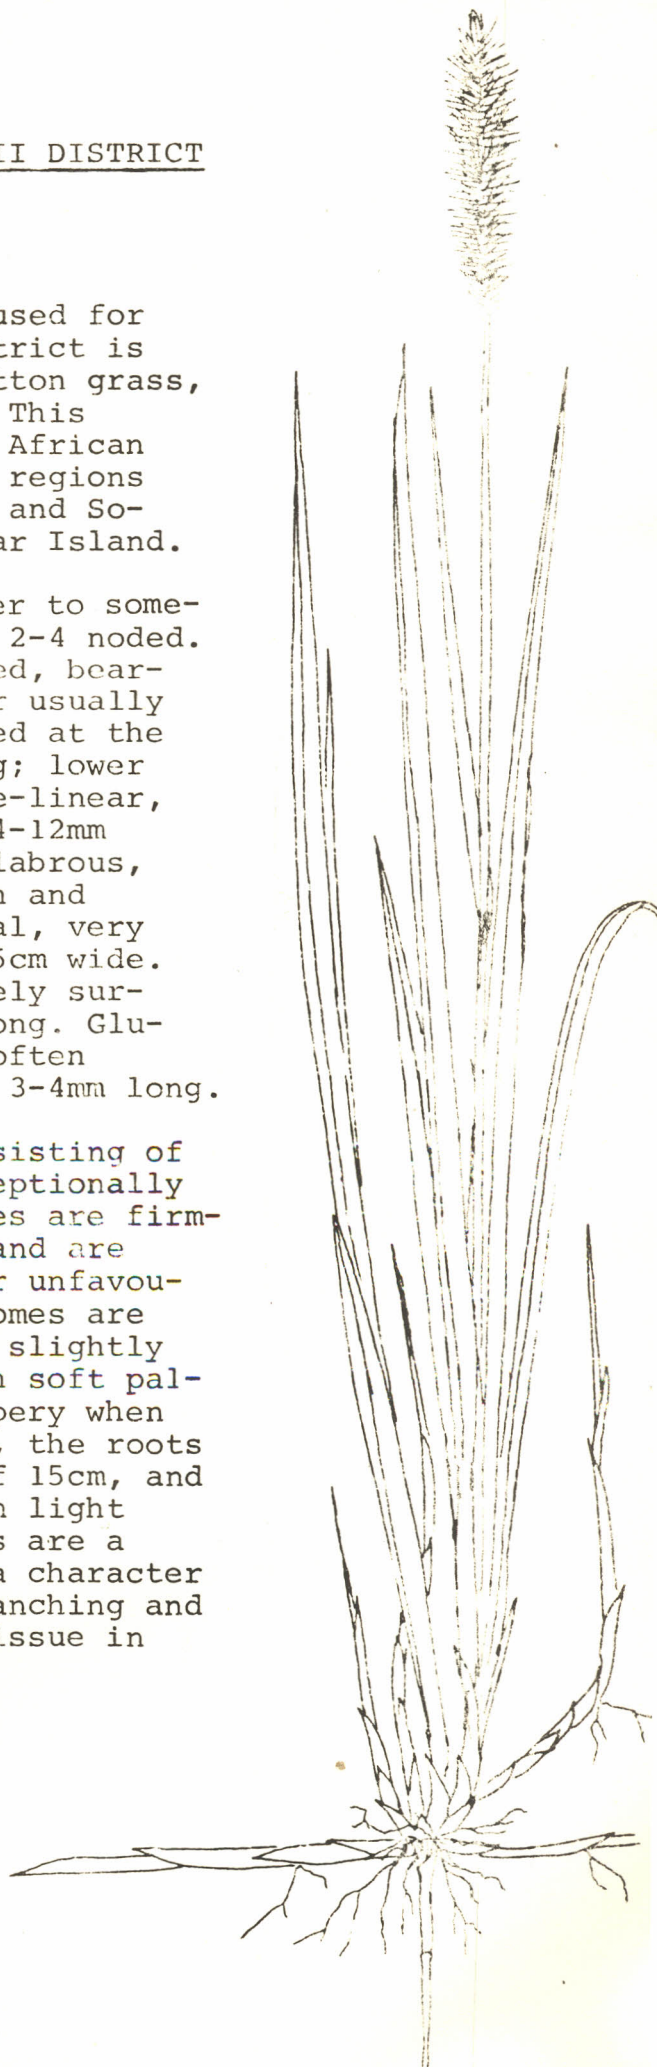 II DISTRICT
used for
trict is
tton grass,
This
African
regions
and So-
ar Island.
er to some-
2-4 noded.
ed, bear-
r usually
ed at the
g; lower
e-linear,
4-12mm
labrous,
n and
al, very
5cm wide.
ely sur-
ong. Glu-
often
3-4mm long.
sisting of
eptionally
es are firm-
and are
r unfavou-
omes are
slightly
n soft pal-
pery when
, the roots
f 15cm, and
n light
s are a
a character
anching and
issue in